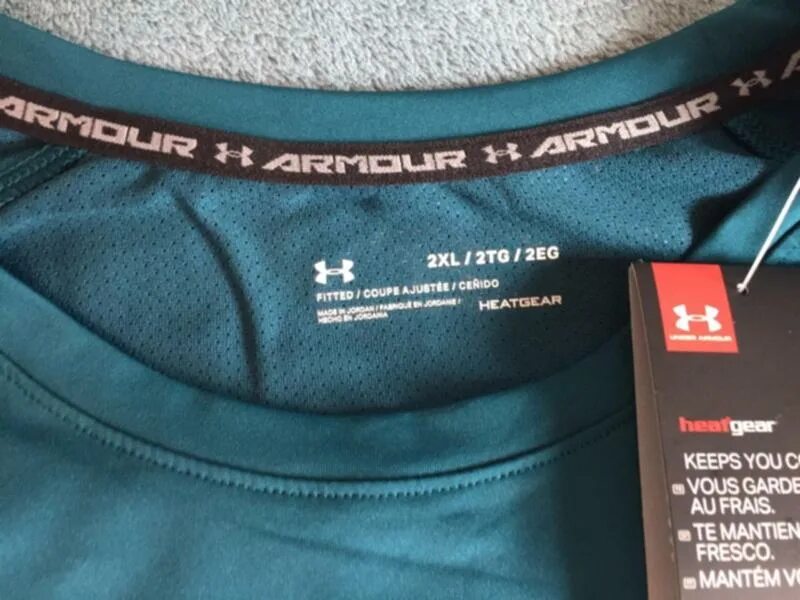 ARMOUR ARMOUR ARMOUR
2XL / 2TG / 2EG
FITTED / COUPE AJUSTÉE / CEÑIDO
MADE IN JORDAN / FABRIQUÉ EN JORDANIE /
HECHO EN JORDANIA
HEATGEAR
UNDER ARMOUR
heatgear
KEEPS YOU CO
VOUS GARDE
AU FRAIS.
TE MANTIEN
FRESCO.
MANTÉM VO